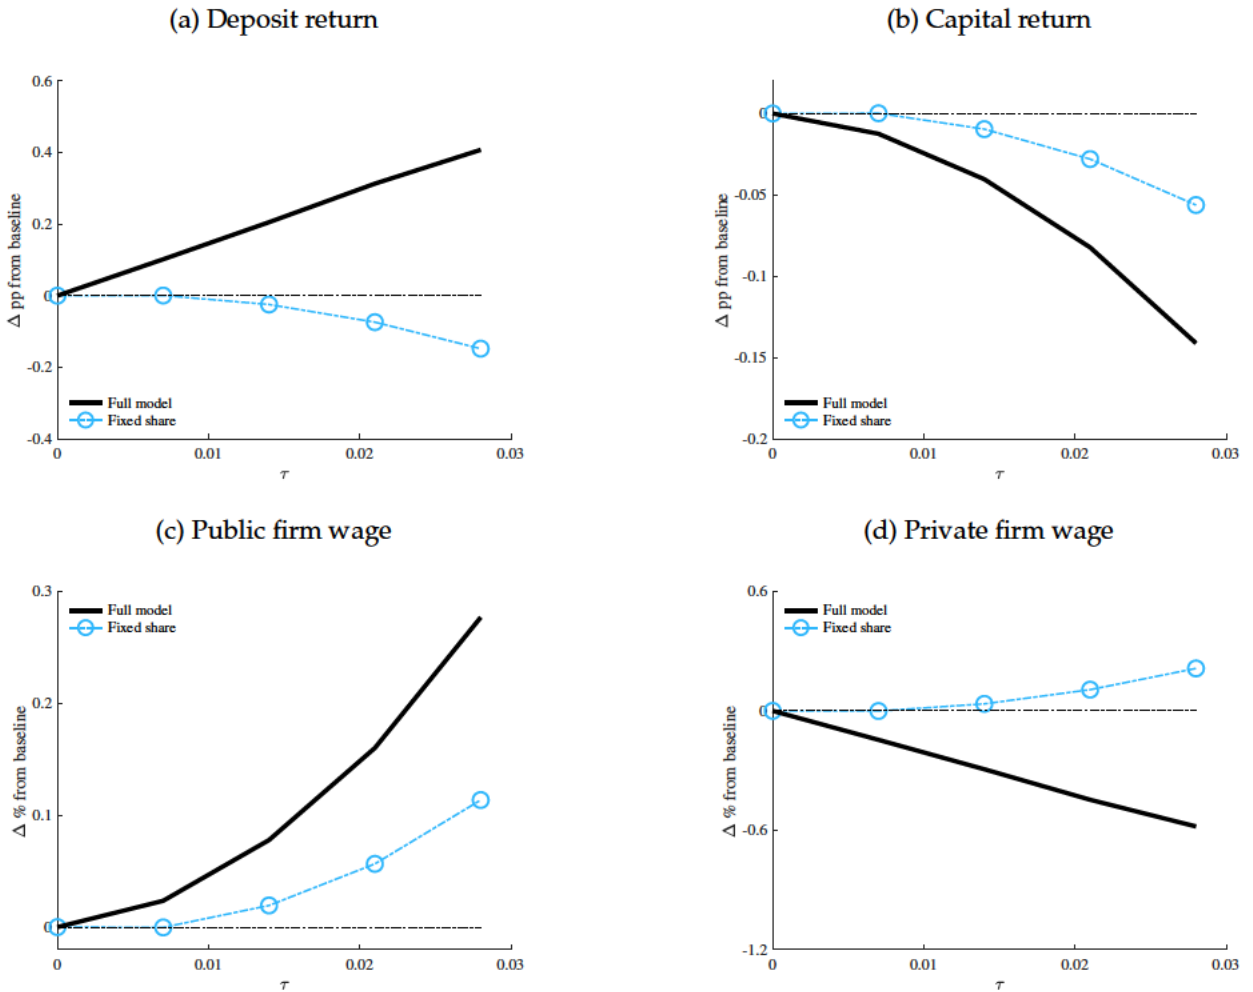 (a) Deposit return
0.6
0.4
0.2
0
-0.2
-0.4
Δ pp from baseline
Full model
Fixed share
0 0.01 0.02 0.03
τ
(b) Capital return
0
-0.05
-0.1
-0.15
-0.2
Δ pp from baseline
Full model
Fixed share
0 0.01 0.02 0.03
τ
(c) Public firm wage
0.3
0.2
0.1
0
Δ % from baseline
Full model
Fixed share
0 0.01 0.02 0.03
τ
(d) Private firm wage
0.6
0
-0.6
-1.2
Δ % from baseline
Full model
Fixed share
0 0.01 0.02 0.03
τ